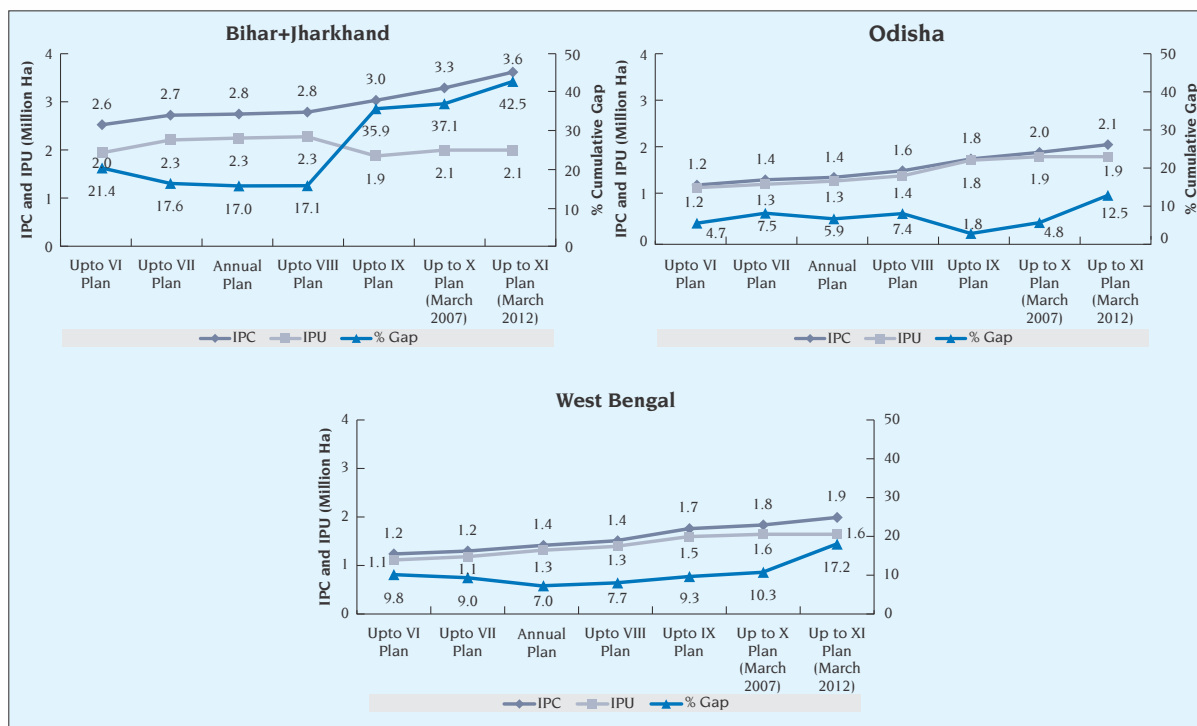 Bihar+Jharkhand
IPC and IPU (Million Ha)
4
3
2
1
0
50
40
30
20
10
0
% Cumulative Gap
2.6 2.7 2.8 2.8 3.0 3.3 3.6
2.0 2.3 2.3 2.3 1.9 2.1 2.1
21.4 17.6 17.0 17.1 35.9 37.1 42.5
Upto VI Plan
Upto VII Plan
Annual Plan
Upto VIII Plan
Upto IX Plan
Up to X Plan (March 2007)
Up to XI Plan (March 2012)
IPC IPU % Gap
Odisha
IPC and IPU (Million Ha)
4
3
2
1
0
50
40
30
20
10
0
% Cumulative Gap
1.2 1.4 1.4 1.6 1.8 2.0 2.1
1.2 1.3 1.3 1.4 1.8 1.9 1.9
4.7 7.5 5.9 7.4 1.8 4.8 12.5
Upto VI Plan
Upto VII Plan
Annual Plan
Upto VIII Plan
Upto IX Plan
Up to X Plan (March 2007)
Up to XI Plan (March 2012)
IPC IPU % Gap
West Bengal
IPC and IPU (Million Ha)
4
3
2
1
0
50
40
30
20
10
0
1.2 1.2 1.4 1.4 1.7 1.8 1.9
1.1 1.1 1.3 1.3 1.5 1.6 1.6
9.8 9.0 7.0 7.7 9.3 10.3 17.2
Upto VI Plan
Upto VII Plan
Annual Plan
Upto VIII Plan
Upto IX Plan
Up to X Plan (March 2007)
Up to XI Plan (March 2012)
IPC IPU % Gap